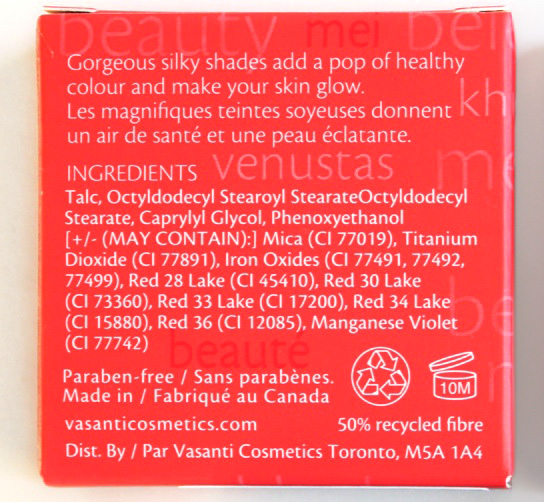 beauty mei
Gorgeous silky shades add a pop of healthy
colour and make your skin glow.
Les magnifiques teintes soyeuses donnent
un air de santé et une peau éclatante.
kh
venustas
INGREDIENTS
Talc, Octyldodecyl Stearoyl StearateOctyldodecyl
Stearate, Caprylyl Glycol, Phenoxyethanol
[+/- (MAY CONTAIN):] Mica (CI 77019), Titanium
Dioxide (CI 77891), Iron Oxides (CI 77491, 77492,
77499), Red 28 Lake (CI 45410), Red 30 Lake
(CI 73360), Red 33 Lake (CI 17200), Red 34 Lake
(CI 15880), Red 36 (CI 12085), Manganese Violet
(CI 77742)
beauté
Paraben-free / Sans parabènes.
Made in / Fabriqué au Canada
10M
vasanticosmetics.com 50% recycled fibre
Dist. By / Par Vasanti Cosmetics Toronto, M5A 1A4